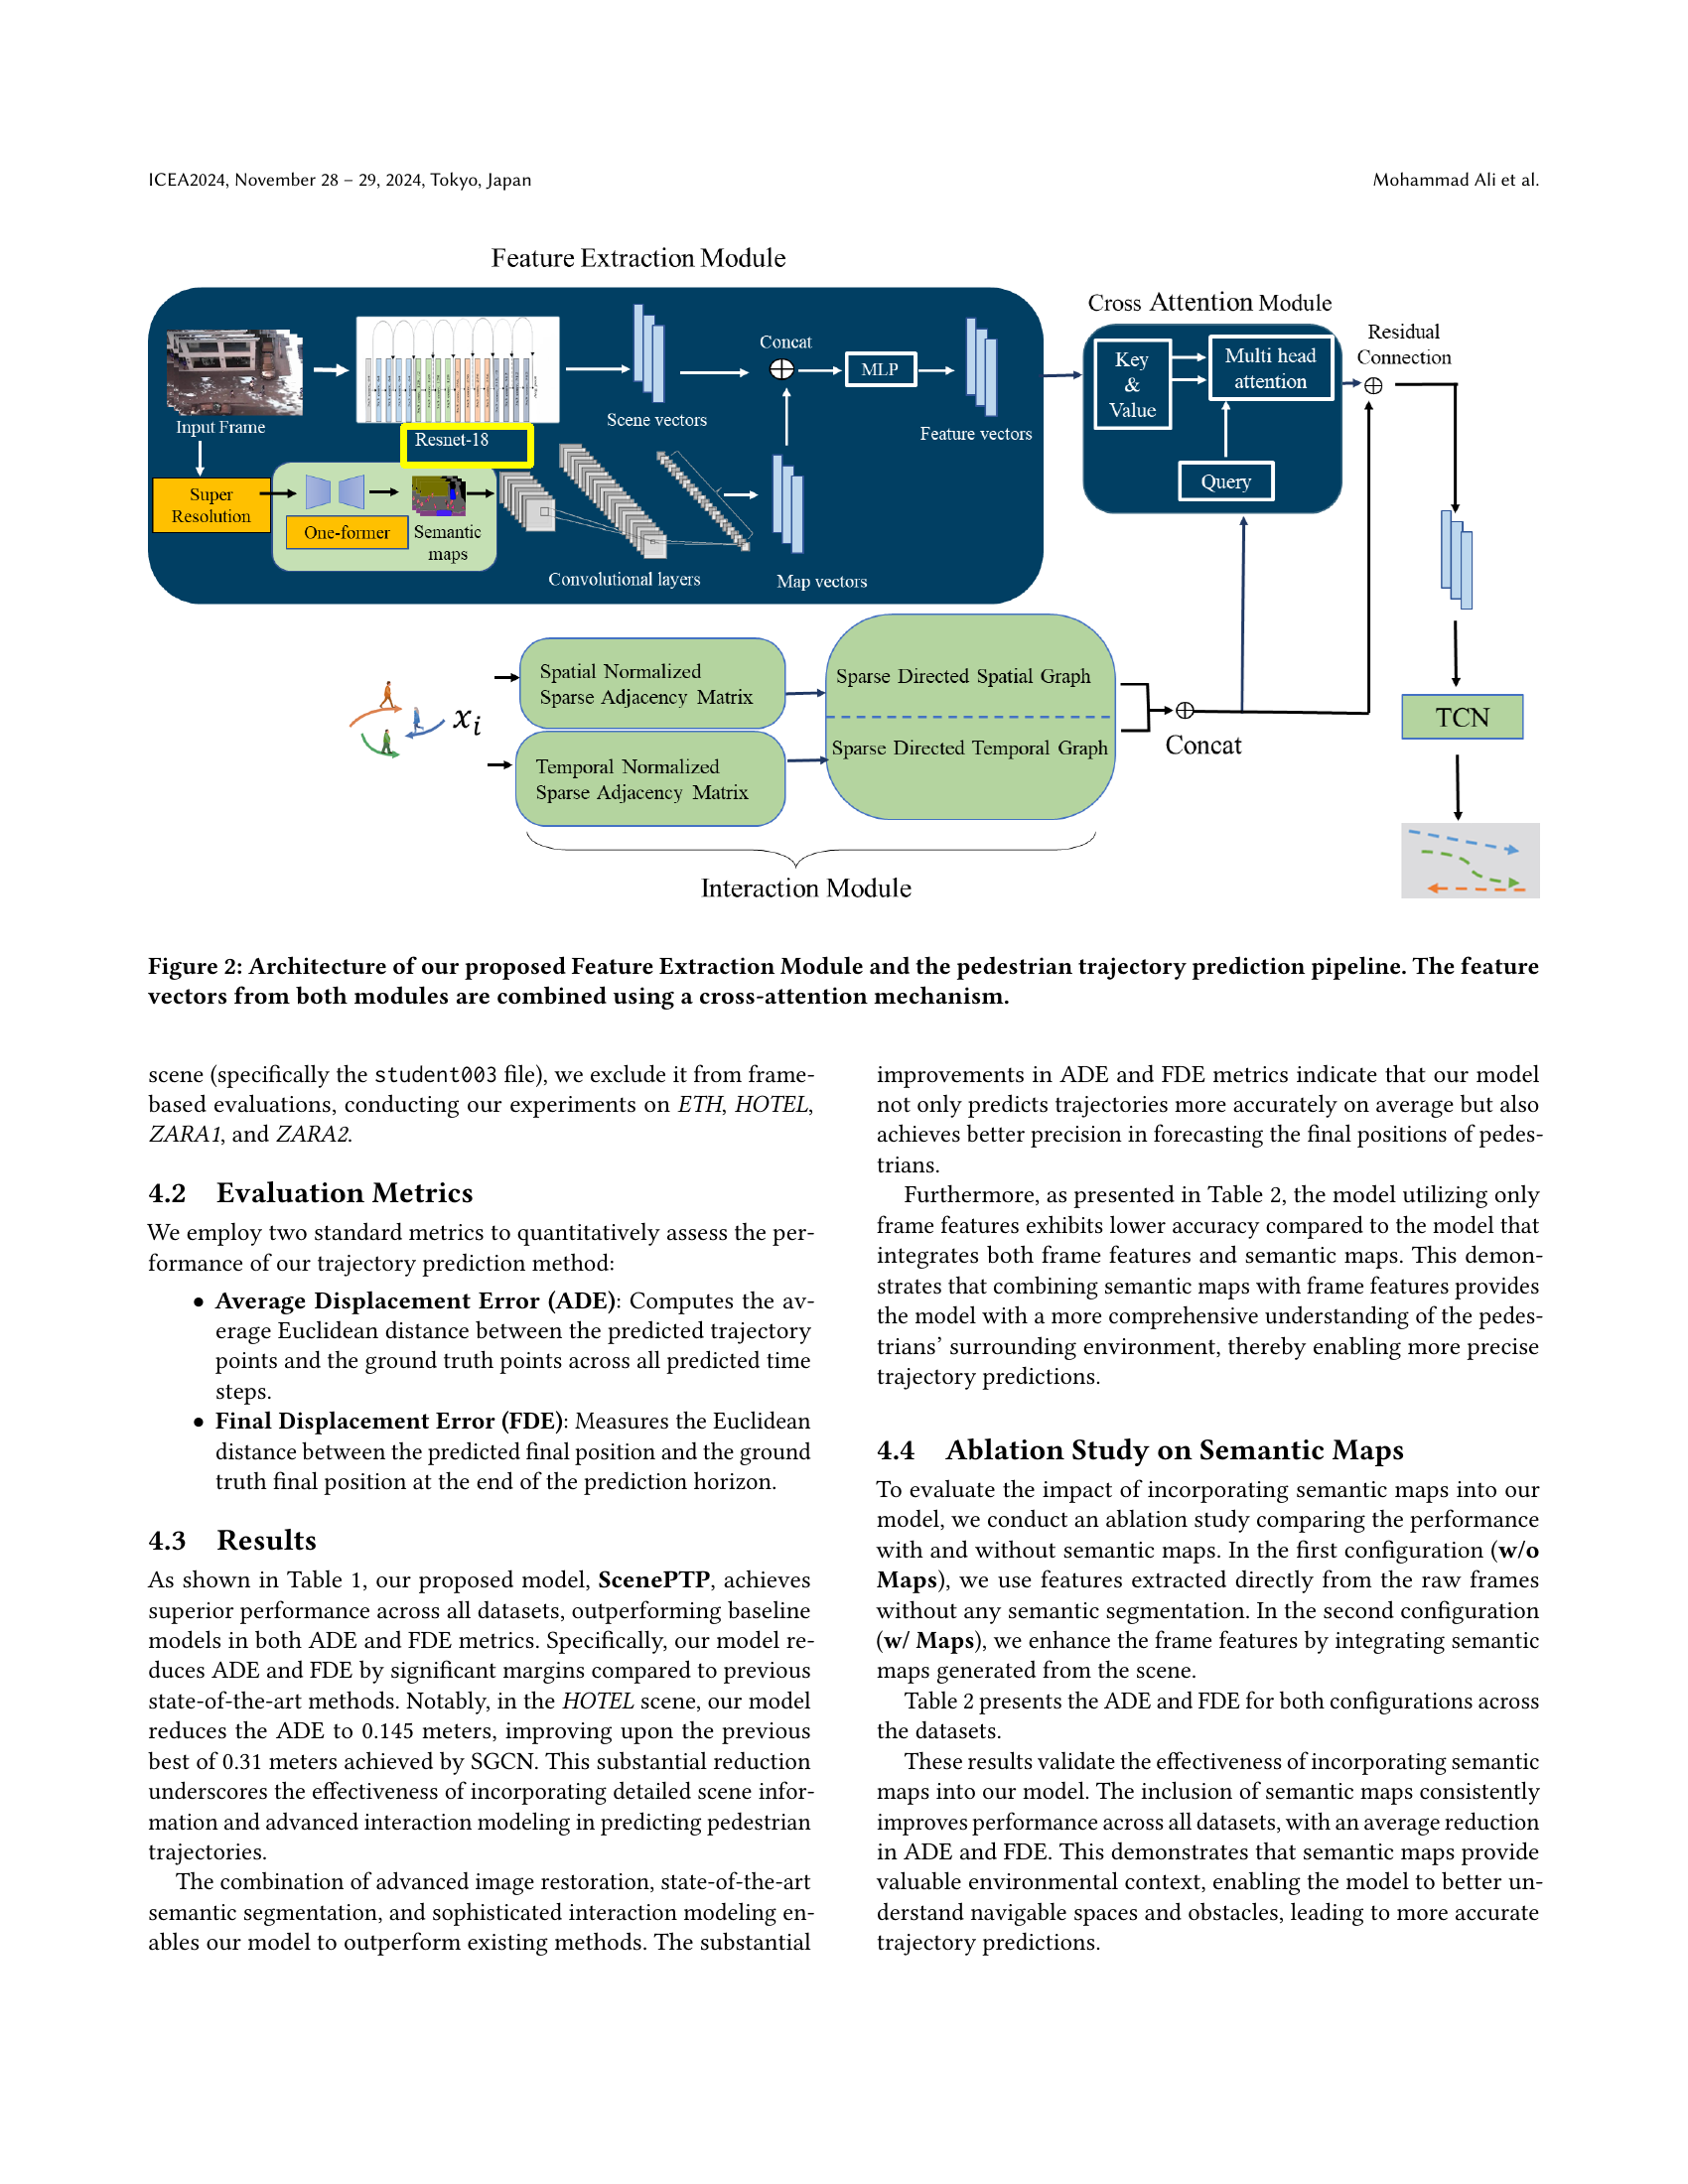 ICEA2024, November 28 – 29, 2024, Tokyo, Japan
Mohammad Ali et al.
Feature Extraction Module
Input Frame
Resnet-18
Scene vectors
Concat
MLP
Feature vectors
Super
Resolution
One-former
Semantic
maps
Convolutional layers
Map vectors
Cross Attention Module
Key
&
Value
Multi head
attention
Query
Residual
Connection
x_i
Spatial Normalized
Sparse Adjacency Matrix
Temporal Normalized
Sparse Adjacency Matrix
Sparse Directed Spatial Graph
Sparse Directed Temporal Graph
Concat
TCN
Interaction Module
Figure 2: Architecture of our proposed Feature Extraction Module and the pedestrian trajectory prediction pipeline. The feature
vectors from both modules are combined using a cross-attention mechanism.
scene (specifically the student003 file), we exclude it from frame-
based evaluations, conducting our experiments on ETH, HOTEL,
ZARA1, and ZARA2.
4.2 Evaluation Metrics
We employ two standard metrics to quantitatively assess the per-
formance of our trajectory prediction method:
• Average Displacement Error (ADE): Computes the av-
erage Euclidean distance between the predicted trajectory
points and the ground truth points across all predicted time
steps.
• Final Displacement Error (FDE): Measures the Euclidean
distance between the predicted final position and the ground
truth final position at the end of the prediction horizon.
4.3 Results
As shown in Table 1, our proposed model, ScenePTP, achieves
superior performance across all datasets, outperforming baseline
models in both ADE and FDE metrics. Specifically, our model re-
duces ADE and FDE by significant margins compared to previous
state-of-the-art methods. Notably, in the HOTEL scene, our model
reduces the ADE to 0.145 meters, improving upon the previous
best of 0.31 meters achieved by SGCN. This substantial reduction
underscores the effectiveness of incorporating detailed scene infor-
mation and advanced interaction modeling in predicting pedestrian
trajectories.
The combination of advanced image restoration, state-of-the-art
semantic segmentation, and sophisticated interaction modeling en-
ables our model to outperform existing methods. The substantial
improvements in ADE and FDE metrics indicate that our model
not only predicts trajectories more accurately on average but also
achieves better precision in forecasting the final positions of pedes-
trians.
Furthermore, as presented in Table 2, the model utilizing only
frame features exhibits lower accuracy compared to the model that
integrates both frame features and semantic maps. This demon-
strates that combining semantic maps with frame features provides
the model with a more comprehensive understanding of the pedes-
trians' surrounding environment, thereby enabling more precise
trajectory predictions.
4.4 Ablation Study on Semantic Maps
To evaluate the impact of incorporating semantic maps into our
model, we conduct an ablation study comparing the performance
with and without semantic maps. In the first configuration (w/o
Maps), we use features extracted directly from the raw frames
without any semantic segmentation. In the second configuration
(w/ Maps), we enhance the frame features by integrating semantic
maps generated from the scene.
Table 2 presents the ADE and FDE for both configurations across
the datasets.
These results validate the effectiveness of incorporating semantic
maps into our model. The inclusion of semantic maps consistently
improves performance across all datasets, with an average reduction
in ADE and FDE. This demonstrates that semantic maps provide
valuable environmental context, enabling the model to better un-
derstand navigable spaces and obstacles, leading to more accurate
trajectory predictions.